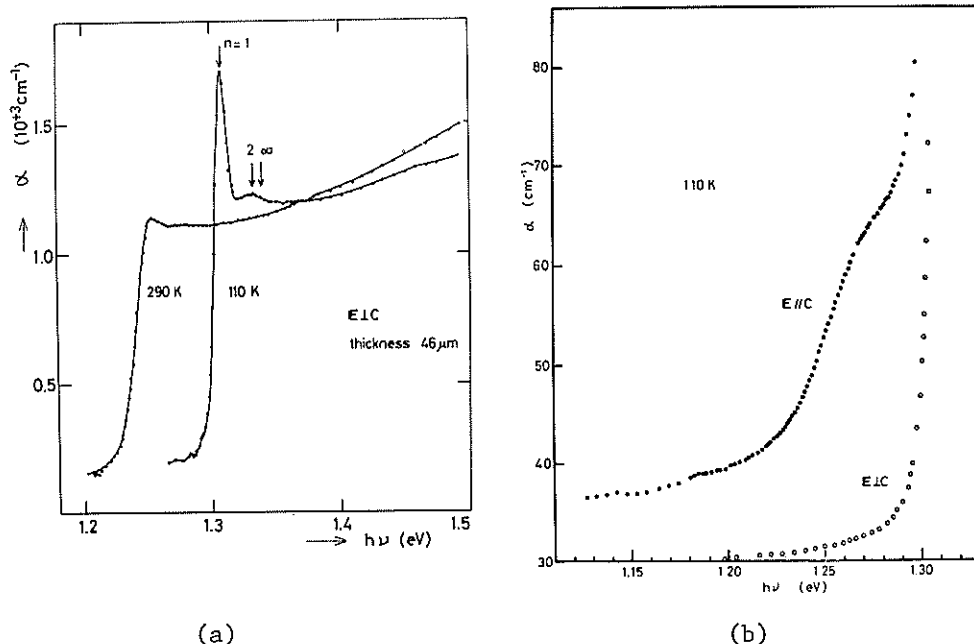 n=1
2 ∞
α (10⁺³cm⁻¹)
1.5
1.0
0.5
290 K
110 K
E⊥C
thickness 46μm
1.2 1.3 1.4 1.5
→ hν (eV)
(a)
80
70
60
50
40
30
α (cm⁻¹)
110 K
E//C
E⊥C
1.15 1.20 1.25 1.30
hν (eV)
(b)